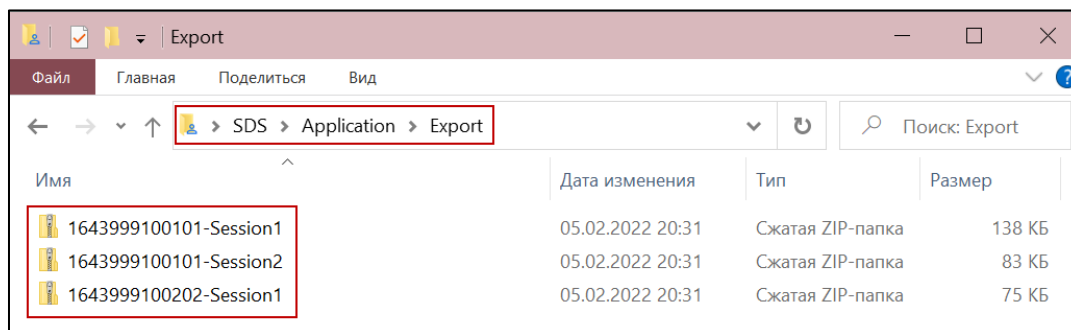 Export
Файл Главная Поделиться Вид ?
SDS > Application > Export Поиск: Export
Имя Дата изменения Тип Размер
1643999100101-Session1 05.02.2022 20:31 Сжатая ZIP-папка 138 КБ
1643999100101-Session2 05.02.2022 20:31 Сжатая ZIP-папка 83 КБ
1643999100202-Session1 05.02.2022 20:31 Сжатая ZIP-папка 75 КБ